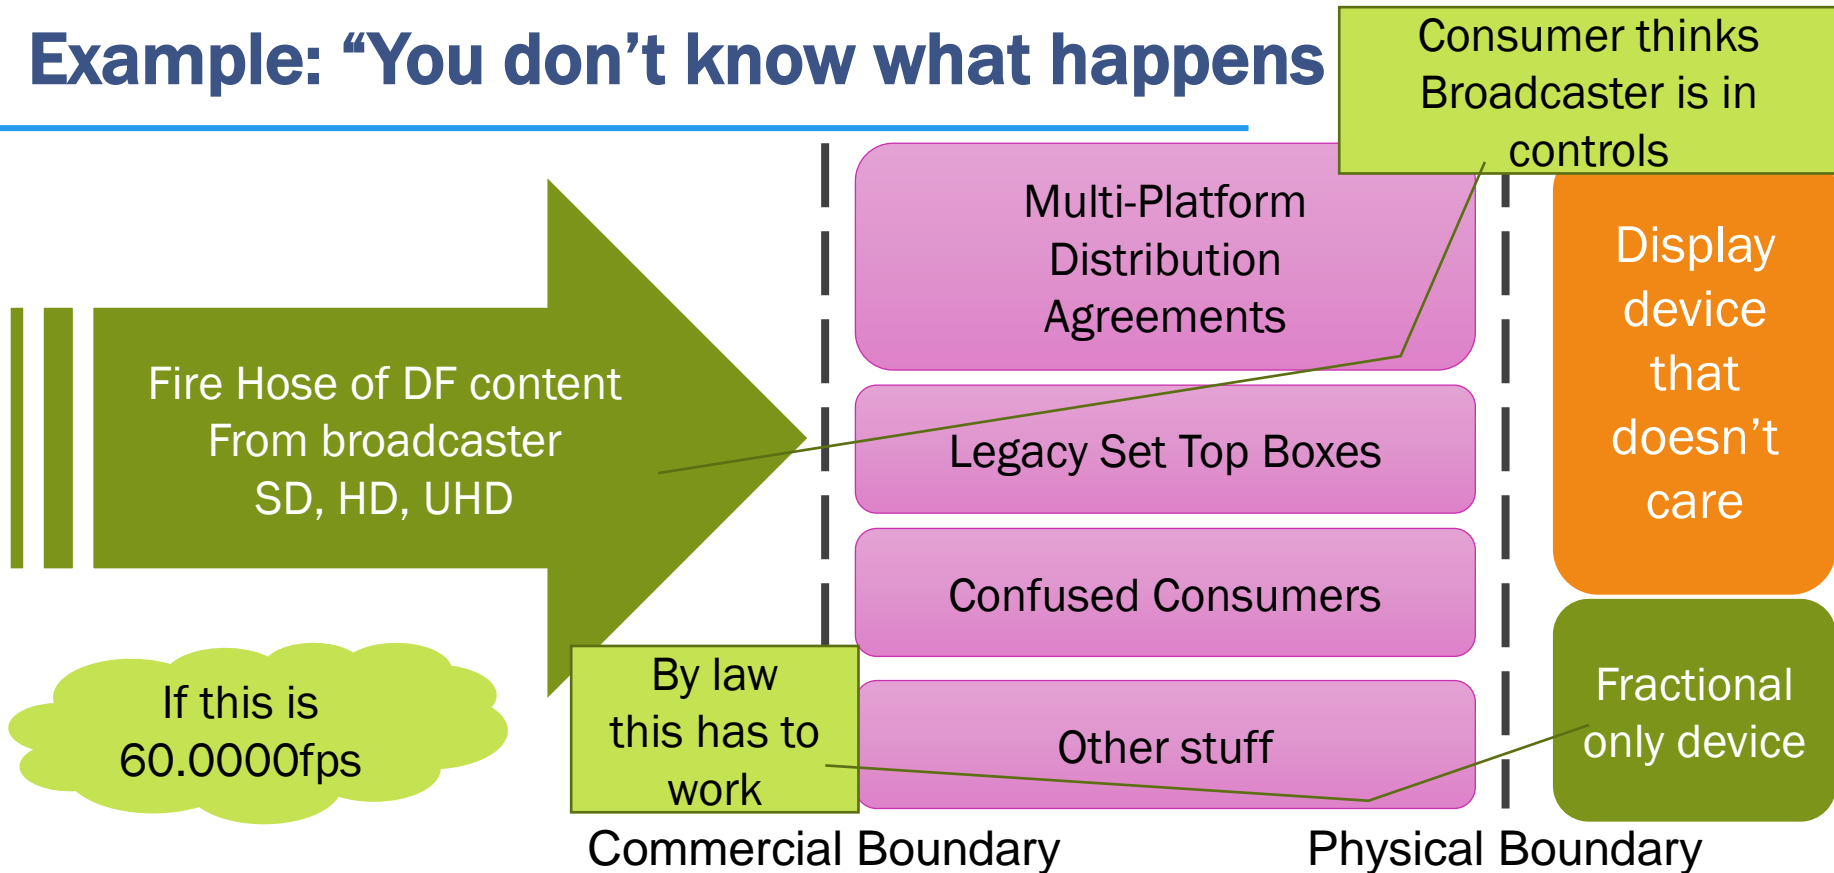 Example: “You don’t know what happens
Consumer thinks
Broadcaster is in
controls
Multi-Platform
Distribution
Agreements
Display
device
that
doesn’t
care
Fire Hose of DF content
From broadcaster
SD, HD, UHD
Legacy Set Top Boxes
Confused Consumers
If this is
60.0000fps
By law
this has to
work
Other stuff
Fractional
only device
Commercial Boundary
Physical Boundary